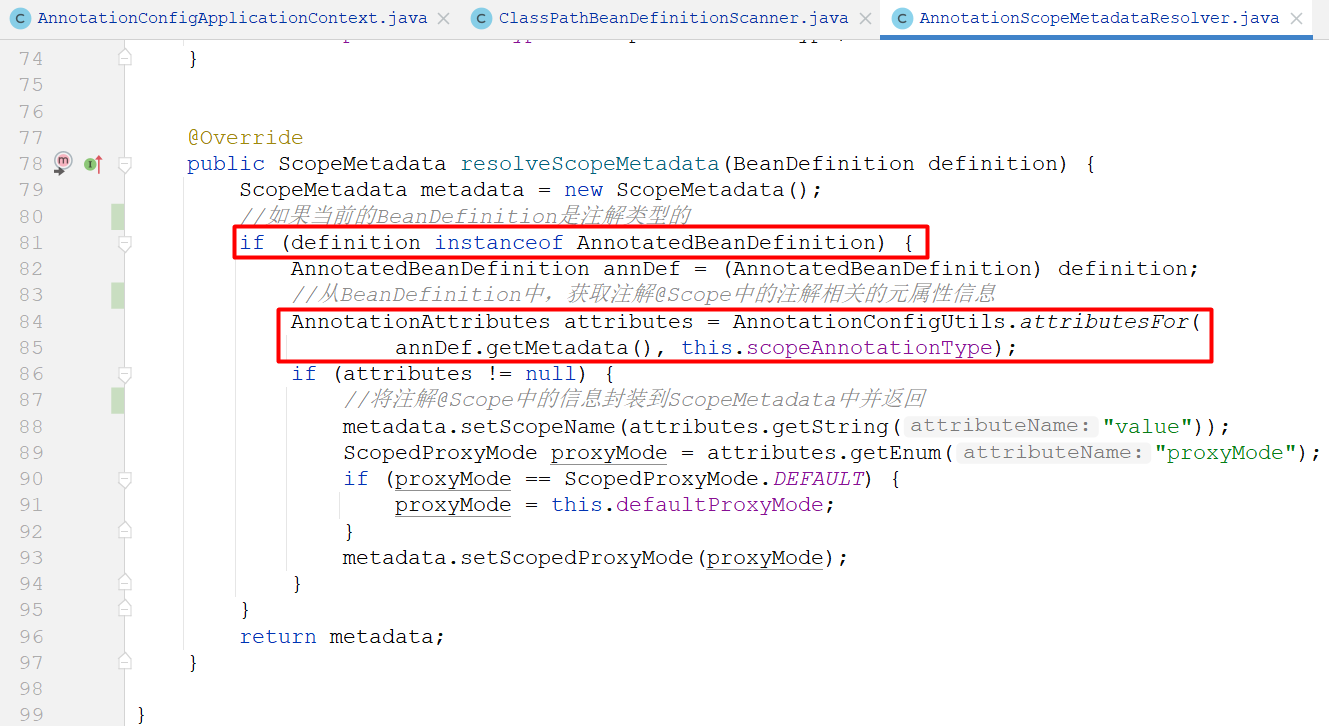 AnnotationConfigApplicationContext.java
ClassPathBeanDefinitionScanner.java
AnnotationScopeMetadataResolver.java
74 }
75
76
77 @Override
78 public ScopeMetadata resolveScopeMetadata(BeanDefinition definition) {
79 ScopeMetadata metadata = new ScopeMetadata();
80 //如果当前的BeanDefinition是注解类型的
81 if (definition instanceof AnnotatedBeanDefinition) {
82 AnnotatedBeanDefinition annDef = (AnnotatedBeanDefinition) definition;
83 //从BeanDefinition中，获取注解@Scope中的注解相关的元属性信息
84 AnnotationAttributes attributes = AnnotationConfigUtils.attributesFor(
85 annDef.getMetadata(), this.scopeAnnotationType);
86 if (attributes != null) {
87 //将注解@Scope中的信息封装到ScopeMetadata中并返回
88 metadata.setScopeName(attributes.getString( attributeName: "value"));
89 ScopedProxyMode proxyMode = attributes.getEnum( attributeName: "proxyMode");
90 if (proxyMode == ScopedProxyMode.DEFAULT) {
91 proxyMode = this.defaultProxyMode;
92 }
93 metadata.setScopedProxyMode(proxyMode);
94 }
95 }
96 return metadata;
97 }
98
99 }